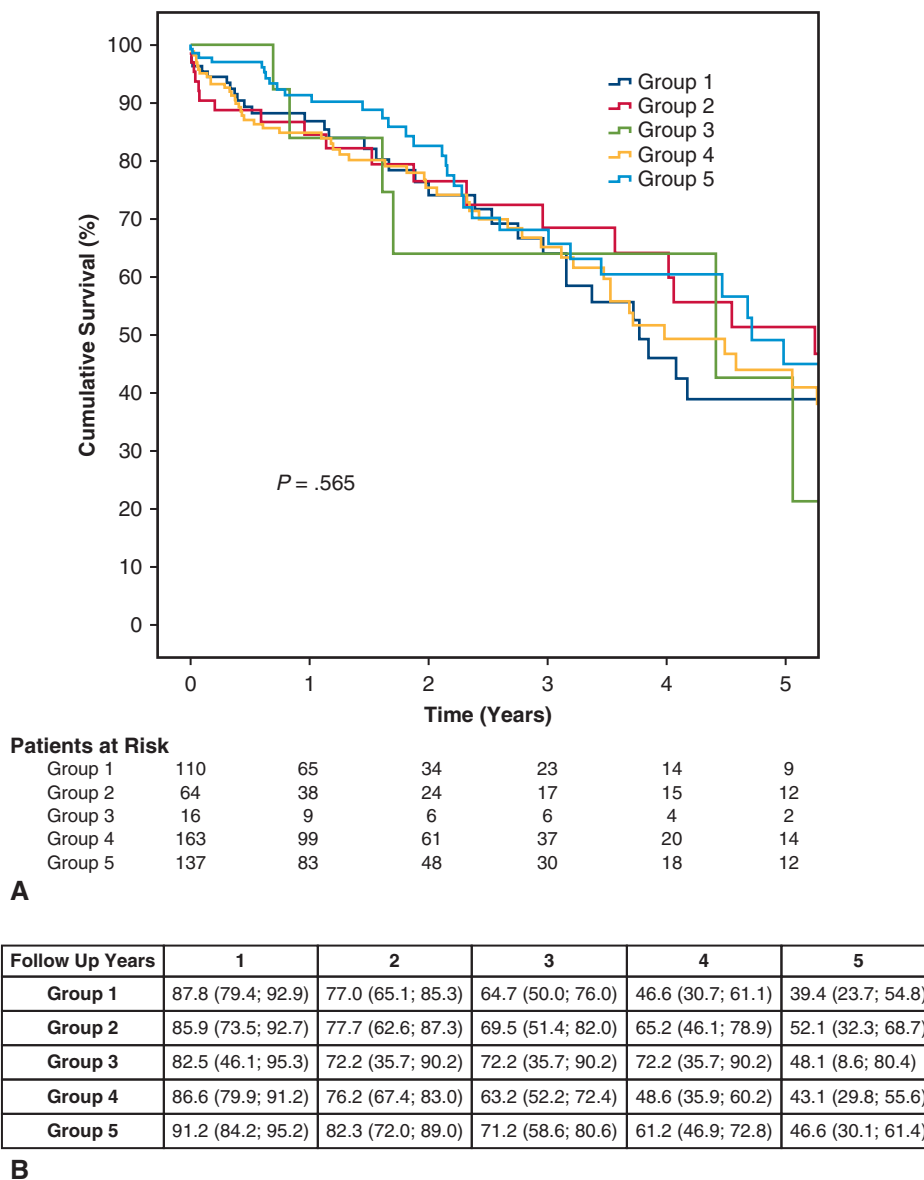 100
90
80
70
60
50
40
30
20
10
0
Cumulative Survival (%)
Group 1
Group 2
Group 3
Group 4
Group 5
P = .565
0 1 2 3 4 5
Time (Years)
Patients at Risk
Group 1 110 65 34 23 14 9
Group 2 64 38 24 17 15 12
Group 3 16 9 6 6 4 2
Group 4 163 99 61 37 20 14
Group 5 137 83 48 30 18 12
A
Follow Up Years 1 2 3 4 5
Group 1 87.8 (79.4; 92.9) 77.0 (65.1; 85.3) 64.7 (50.0; 76.0) 46.6 (30.7; 61.1) 39.4 (23.7; 54.8)
Group 2 85.9 (73.5; 92.7) 77.7 (62.6; 87.3) 69.5 (51.4; 82.0) 65.2 (46.1; 78.9) 52.1 (32.3; 68.7)
Group 3 82.5 (46.1; 95.3) 72.2 (35.7; 90.2) 72.2 (35.7; 90.2) 72.2 (35.7; 90.2) 48.1 (8.6; 80.4)
Group 4 86.6 (79.9; 91.2) 76.2 (67.4; 83.0) 63.2 (52.2; 72.4) 48.6 (35.9; 60.2) 43.1 (29.8; 55.6)
Group 5 91.2 (84.2; 95.2) 82.3 (72.0; 89.0) 71.2 (58.6; 80.6) 61.2 (46.9; 72.8) 46.6 (30.1; 61.4)
B